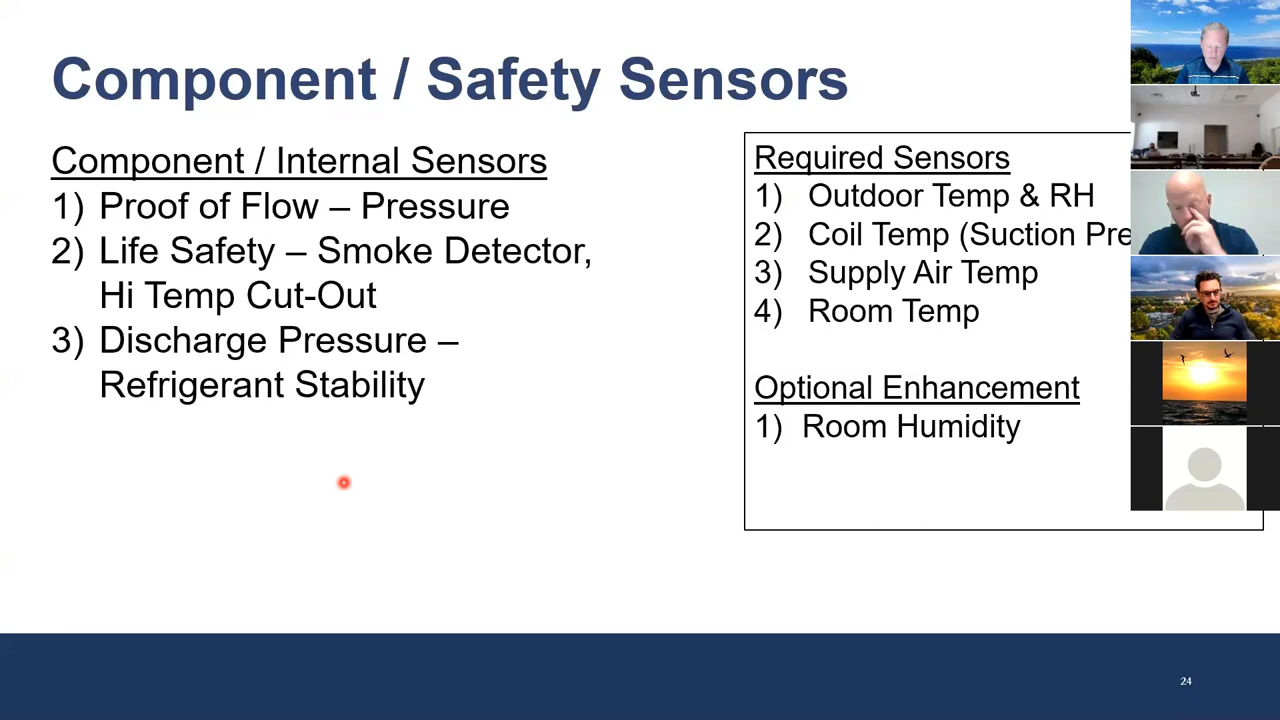 Component / Safety Sensors
Component / Internal Sensors
1) Proof of Flow – Pressure
2) Life Safety – Smoke Detector,
Hi Temp Cut-Out
3) Discharge Pressure –
Refrigerant Stability
Required Sensors
1) Outdoor Temp & RH
2) Coil Temp (Suction Pre
3) Supply Air Temp
4) Room Temp
Optional Enhancement
1) Room Humidity
24